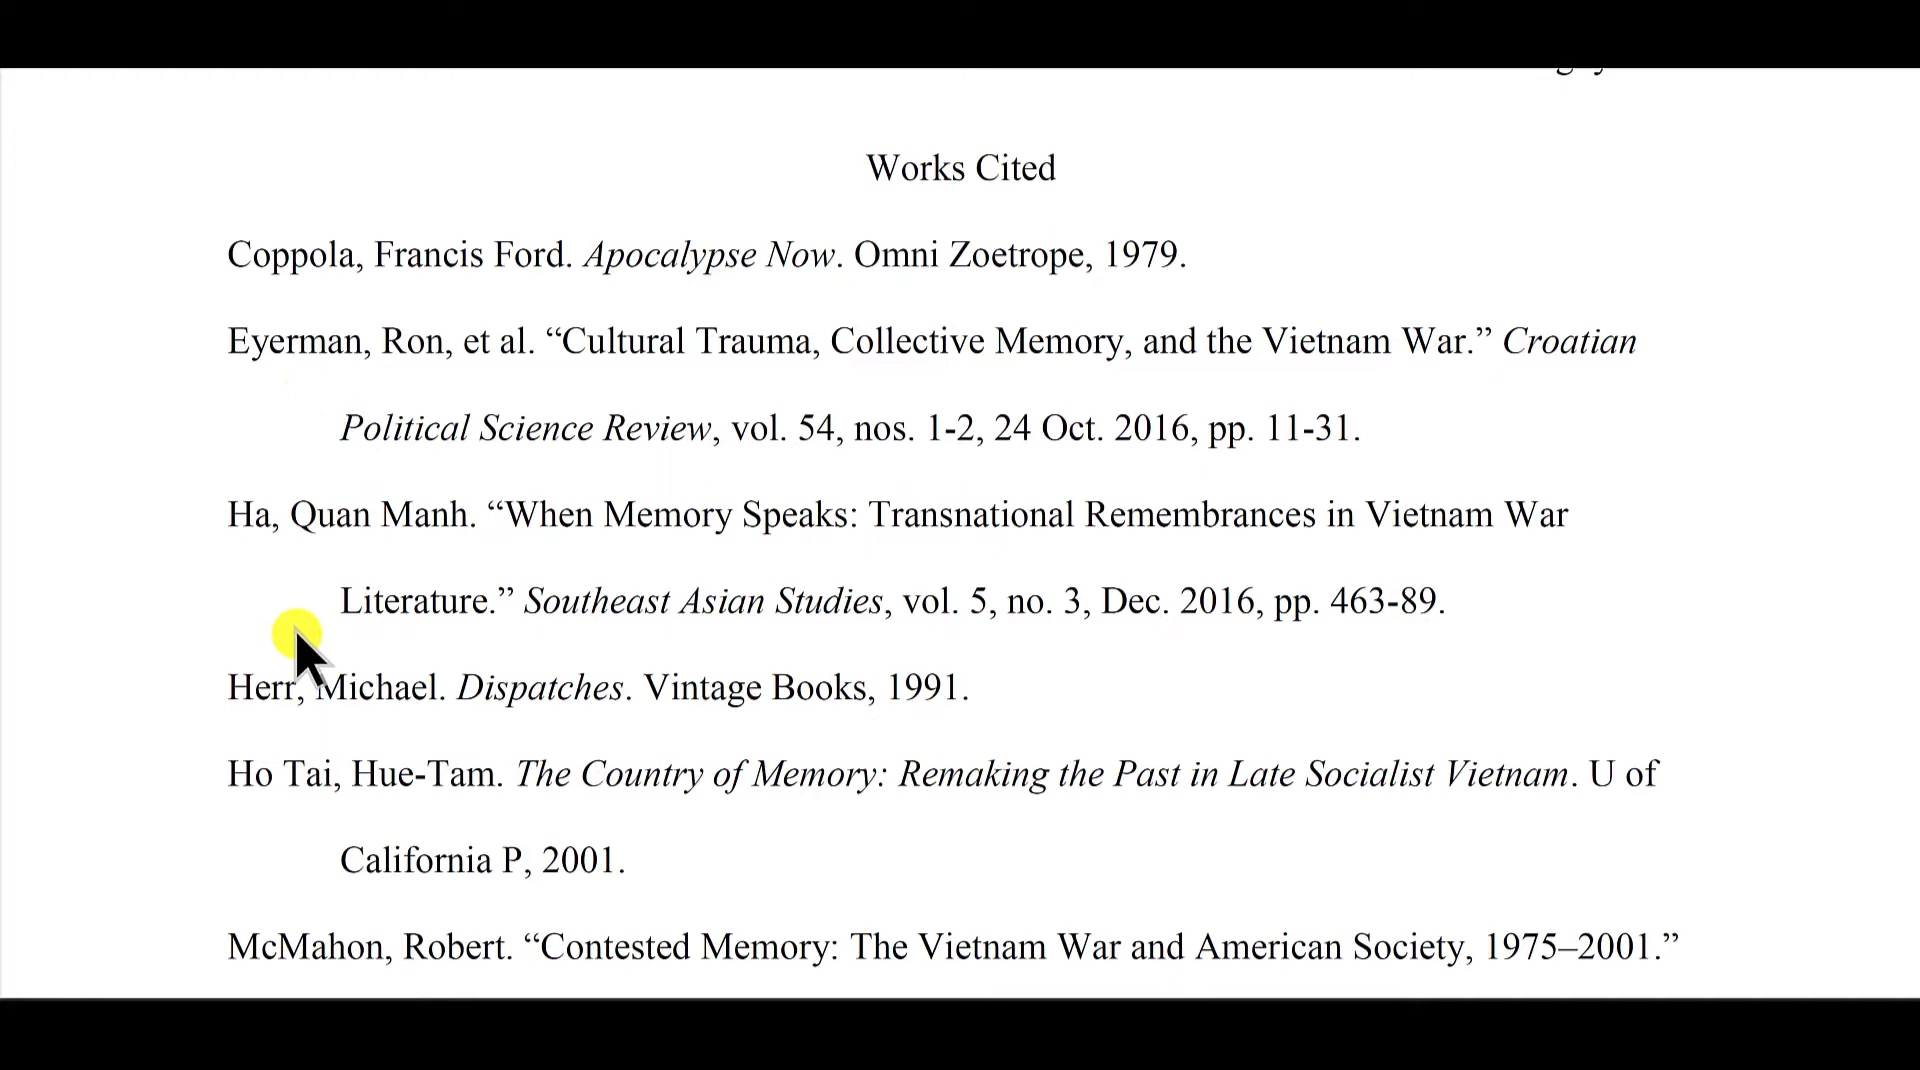 Works Cited
Coppola, Francis Ford. Apocalypse Now. Omni Zoetrope, 1979.
Eyerman, Ron, et al. “Cultural Trauma, Collective Memory, and the Vietnam War.” Croatian
Political Science Review, vol. 54, nos. 1-2, 24 Oct. 2016, pp. 11-31.
Ha, Quan Manh. “When Memory Speaks: Transnational Remembrances in Vietnam War
Literature.” Southeast Asian Studies, vol. 5, no. 3, Dec. 2016, pp. 463-89.
Herr, Michael. Dispatches. Vintage Books, 1991.
Ho Tai, Hue-Tam. The Country of Memory: Remaking the Past in Late Socialist Vietnam. U of
California P, 2001.
McMahon, Robert. “Contested Memory: The Vietnam War and American Society, 1975–2001.”